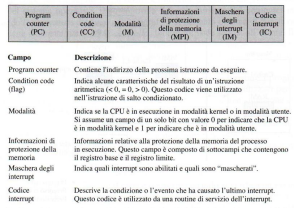 Program
counter
(PC)
Condition
code
(CC)
Modalità
(M)
Informazioni
di protezione
della memoria
(MPI)
Maschera
degli
interrupt
(IM)
Codice
interrupt
(IC)
Campo Descrizione
Program counter Contiene l'indirizzo della prossima istruzione da eseguire.
Condition code Indica alcune caratteristiche del risultato di un'istruzione
(flag) aritmetica (< 0, = 0, > 0). Questo codice viene utilizzato
nell'istruzione di salto condizionato.
Modalità Indica se la CPU è in esecuzione in modalità kernel o in modalità utente.
Si assume un campo di un solo bit con valore 0 per indicare che la CPU
è in modalità kernel e 1 per indicare che è in modalità utente.
Informazioni di Informazioni relative alla protezione della memoria del processo
protezione della in esecuzione. Questo campo è composto di sottocampi che contengono
memoria il registro base e il registro limite.
Maschera degli Indica quali interrupt sono abilitati e quali sono "mascherati".
interrupt
Codice Descrive la condizione o l'evento che ha causato l'ultimo interrupt.
interrupt Questo codice è utilizzato da una routine di servizio dell'interrupt.